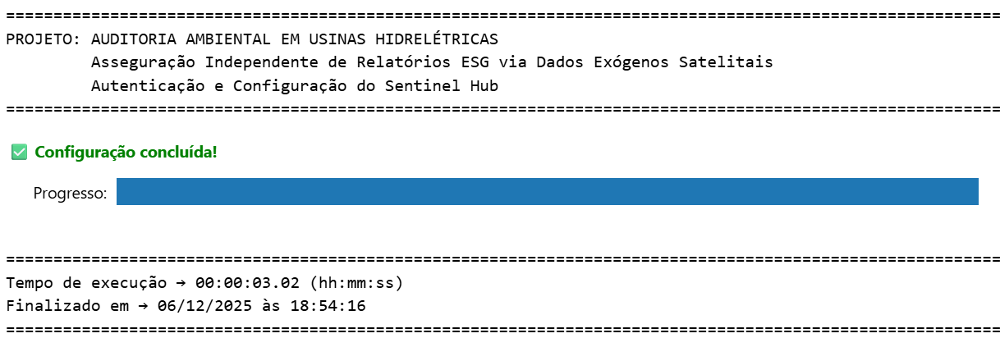 =========================================================================================================
PROJETO: AUDITORIA AMBIENTAL EM USINAS HIDRELÉTRICAS
Asseguração Independente de Relatórios ESG via Dados Exógenos Satelitais
Autenticação e Configuração do Sentinel Hub
=========================================================================================================
✅ Configuração concluída!
Progresso:
=========================================================================================================
Tempo de execução → 00:00:03.02 (hh:mm:ss)
Finalizado em → 06/12/2025 às 18:54:16
=========================================================================================================